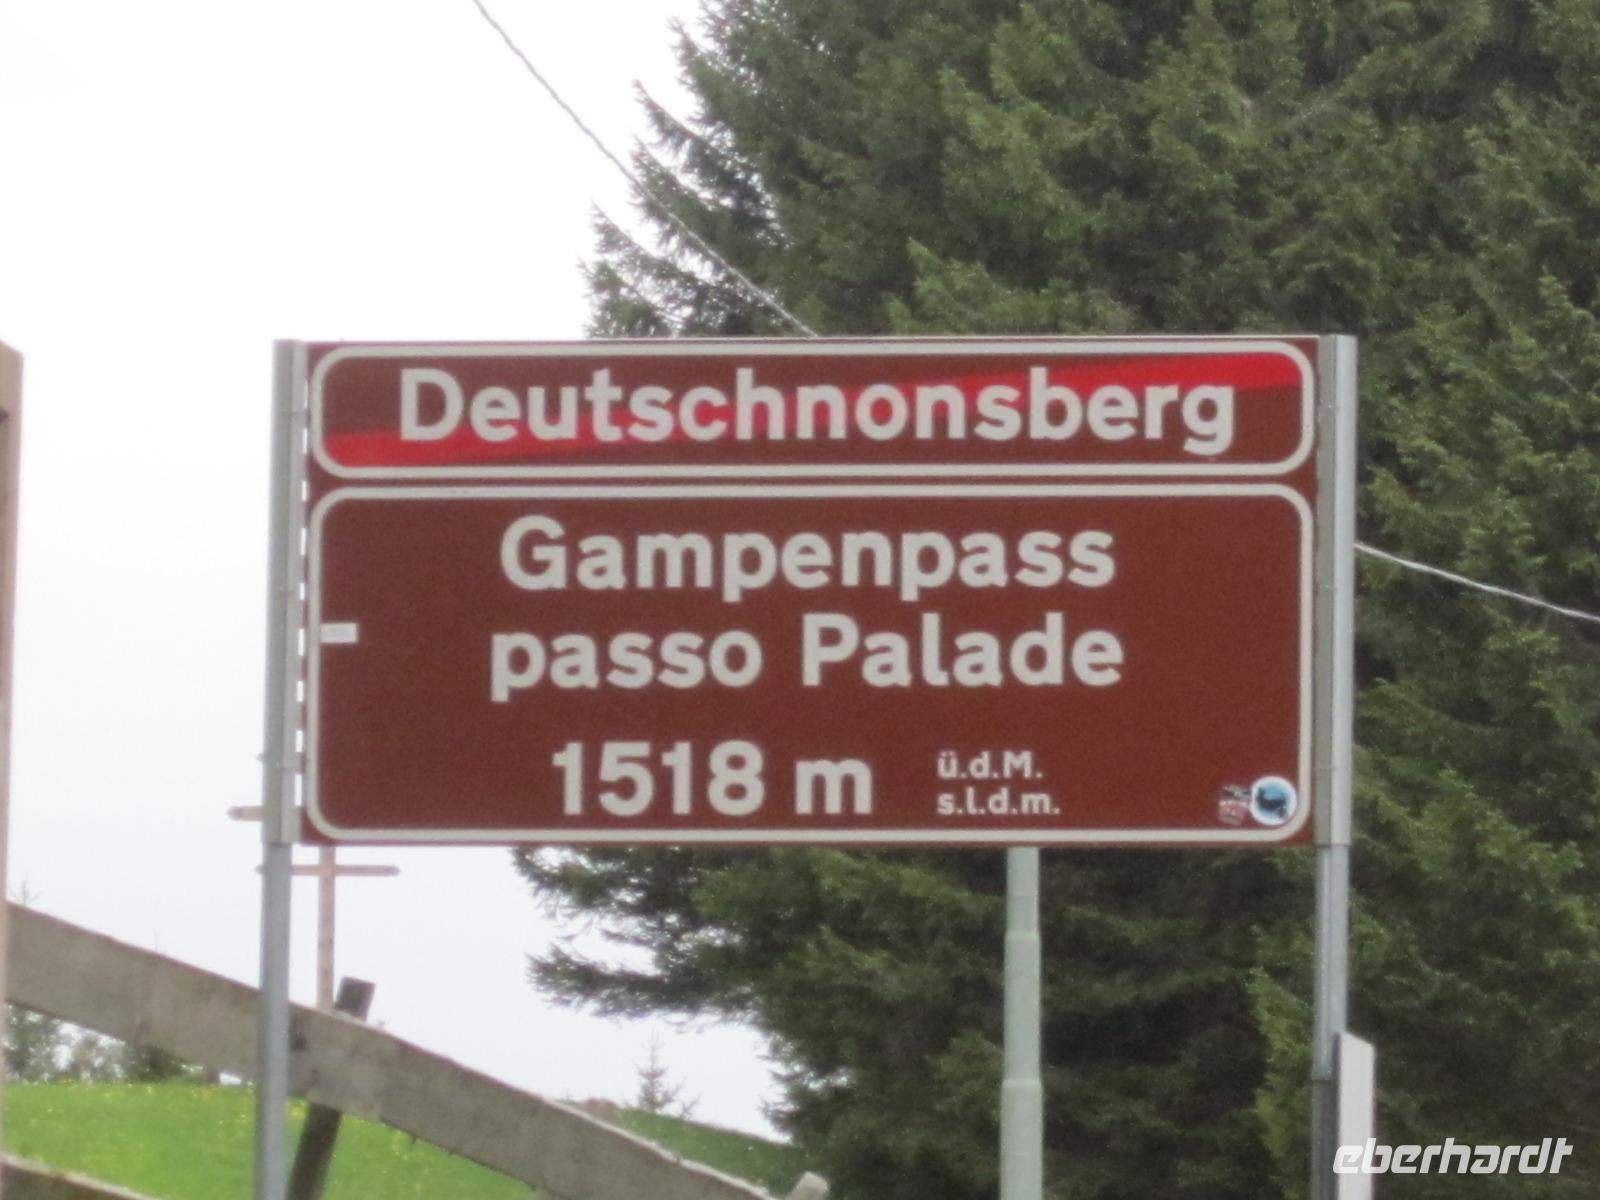 Deutschnonsberg
Gampenpass
passo Palade
1518 m ü.d.M.
s.l.d.m.
eberhardt